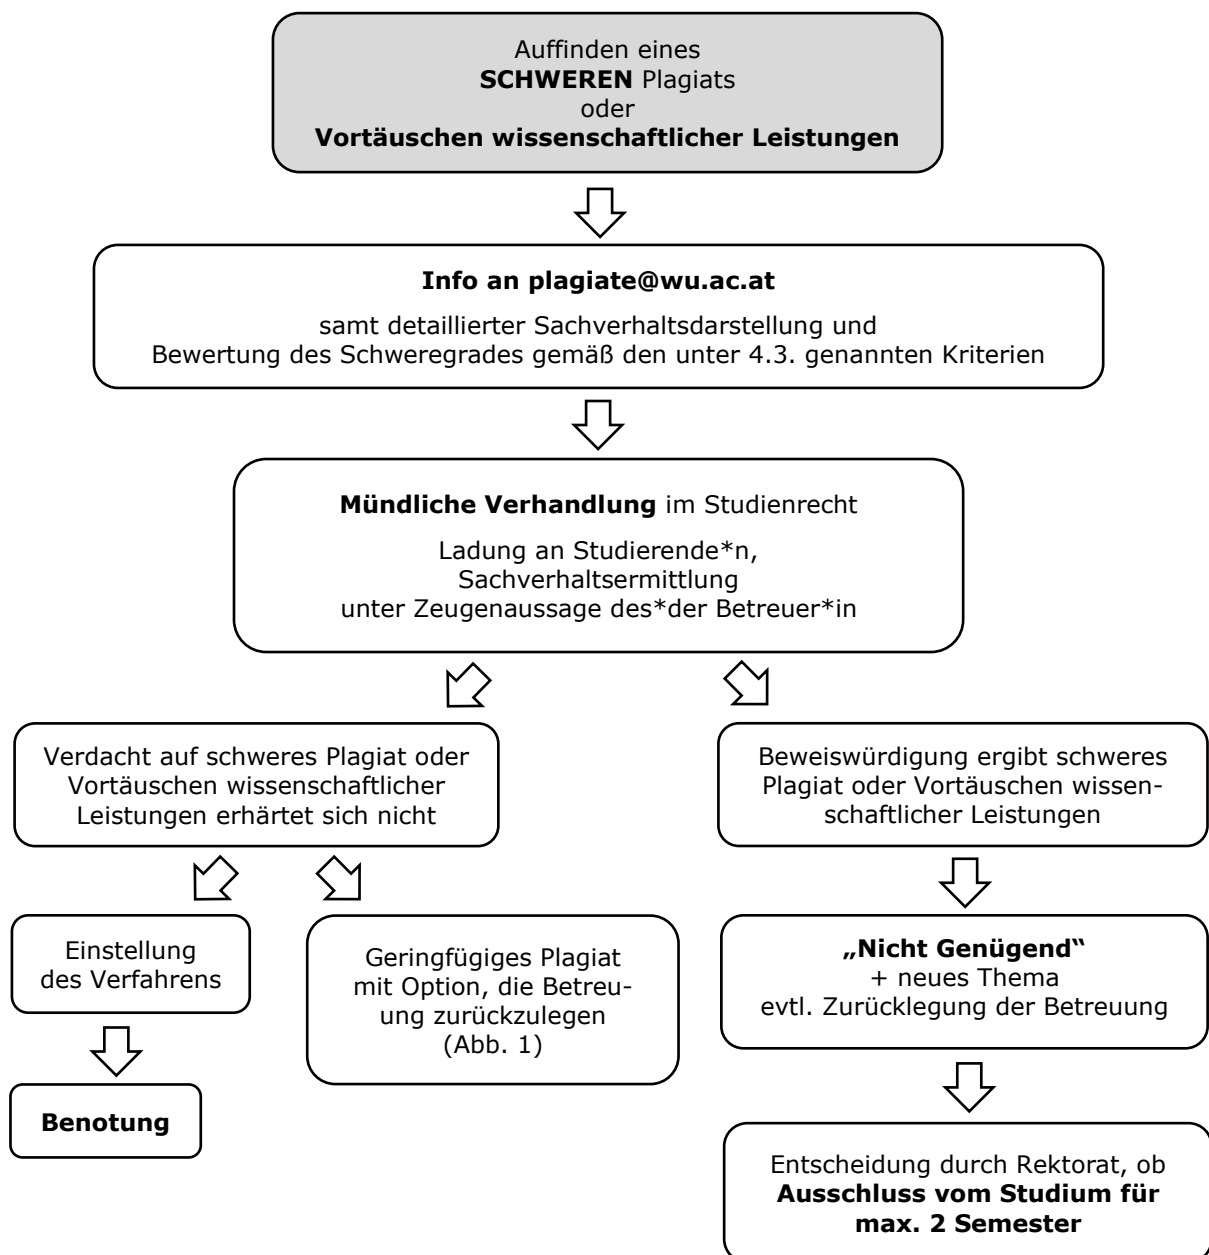 Auffinden eines
SCHWEREN Plagiats
oder
Vortäuschen wissenschaftlicher Leistungen
Info an plagiate@wu.ac.at
samt detaillierter Sachverhaltsdarstellung und
Bewertung des Schweregrades gemäß den unter 4.3. genannten Kriterien
Mündliche Verhandlung im Studienrecht
Ladung an Studierende*n,
Sachverhaltsermittlung
unter Zeugenaussage des*der Betreuer*in
Verdacht auf schweres Plagiat oder
Vortäuschen wissenschaftlicher
Leistungen erhärtet sich nicht
Beweiswürdigung ergibt schweres
Plagiat oder Vortäuschen wissen-
schaftlicher Leistungen
Einstellung
des Verfahrens
Geringfügiges Plagiat
mit Option, die Betreu-
ung zurückzulegen
(Abb. 1)
„Nicht Genügend“
+ neues Thema
evtl. Zurücklegung der Betreuung
Benotung
Entscheidung durch Rektorat, ob
Ausschluss vom Studium für
max. 2 Semester